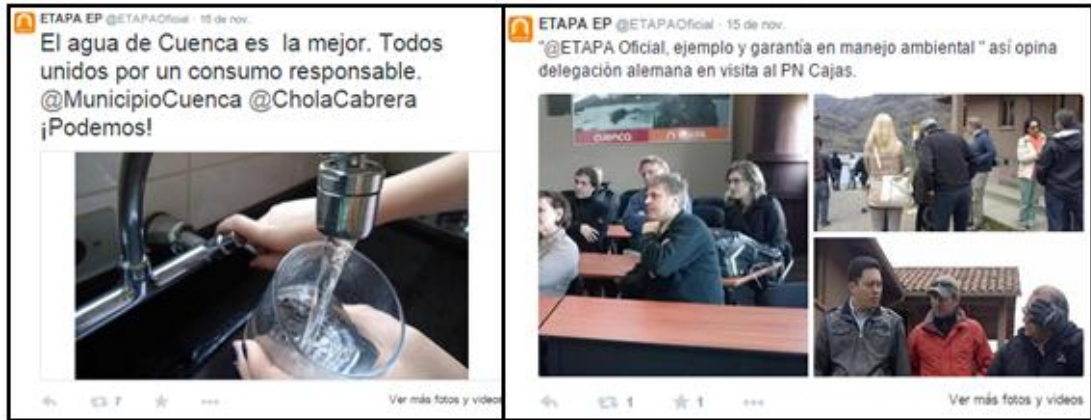 ETAPA EP @ETAPAOficial · 16 de nov.
El agua de Cuenca es la mejor. Todos
unidos por un consumo responsable.
@MunicipioCuenca @CholaCabrera
¡Podemos!
7
Ver más fotos y videos
ETAPA EP @ETAPAOficial · 15 de nov.
"@ETAPA Oficial, ejemplo y garantía en manejo ambiental " así opina
delegación alemana en visita al PN Cajas.
cuenca
1 1
Ver más fotos y videos